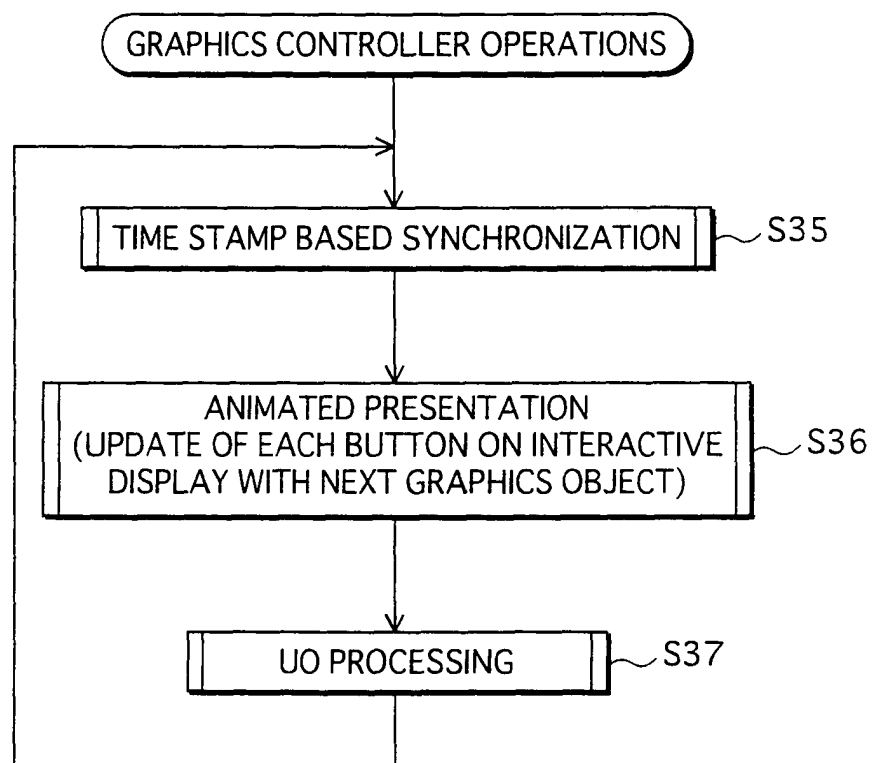 GRAPHICS CONTROLLER OPERATIONS
TIME STAMP BASED SYNCHRONIZATION
S35
ANIMATED PRESENTATION
(UPDATE OF EACH BUTTON ON INTERACTIVE
DISPLAY WITH NEXT GRAPHICS OBJECT)
S36
UO PROCESSING
S37